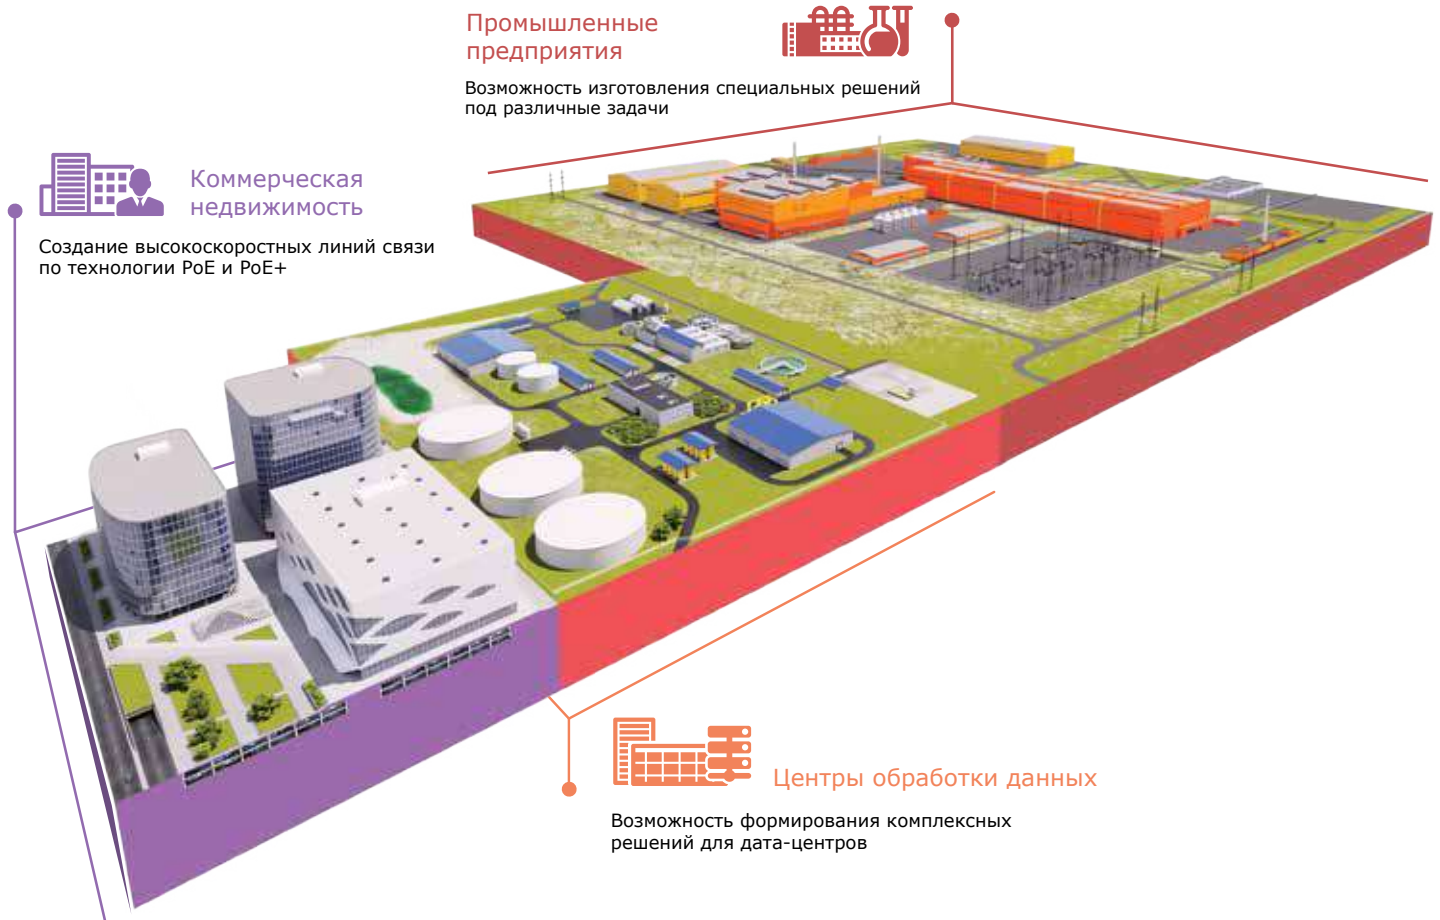 Промышленные
предприятия
Возможность изготовления специальных решений
под различные задачи
Коммерческая
недвижимость
Создание высокоскоростных линий связи
по технологии PoE и PoE+
Центры обработки данных
Возможность формирования комплексных
решений для дата-центров